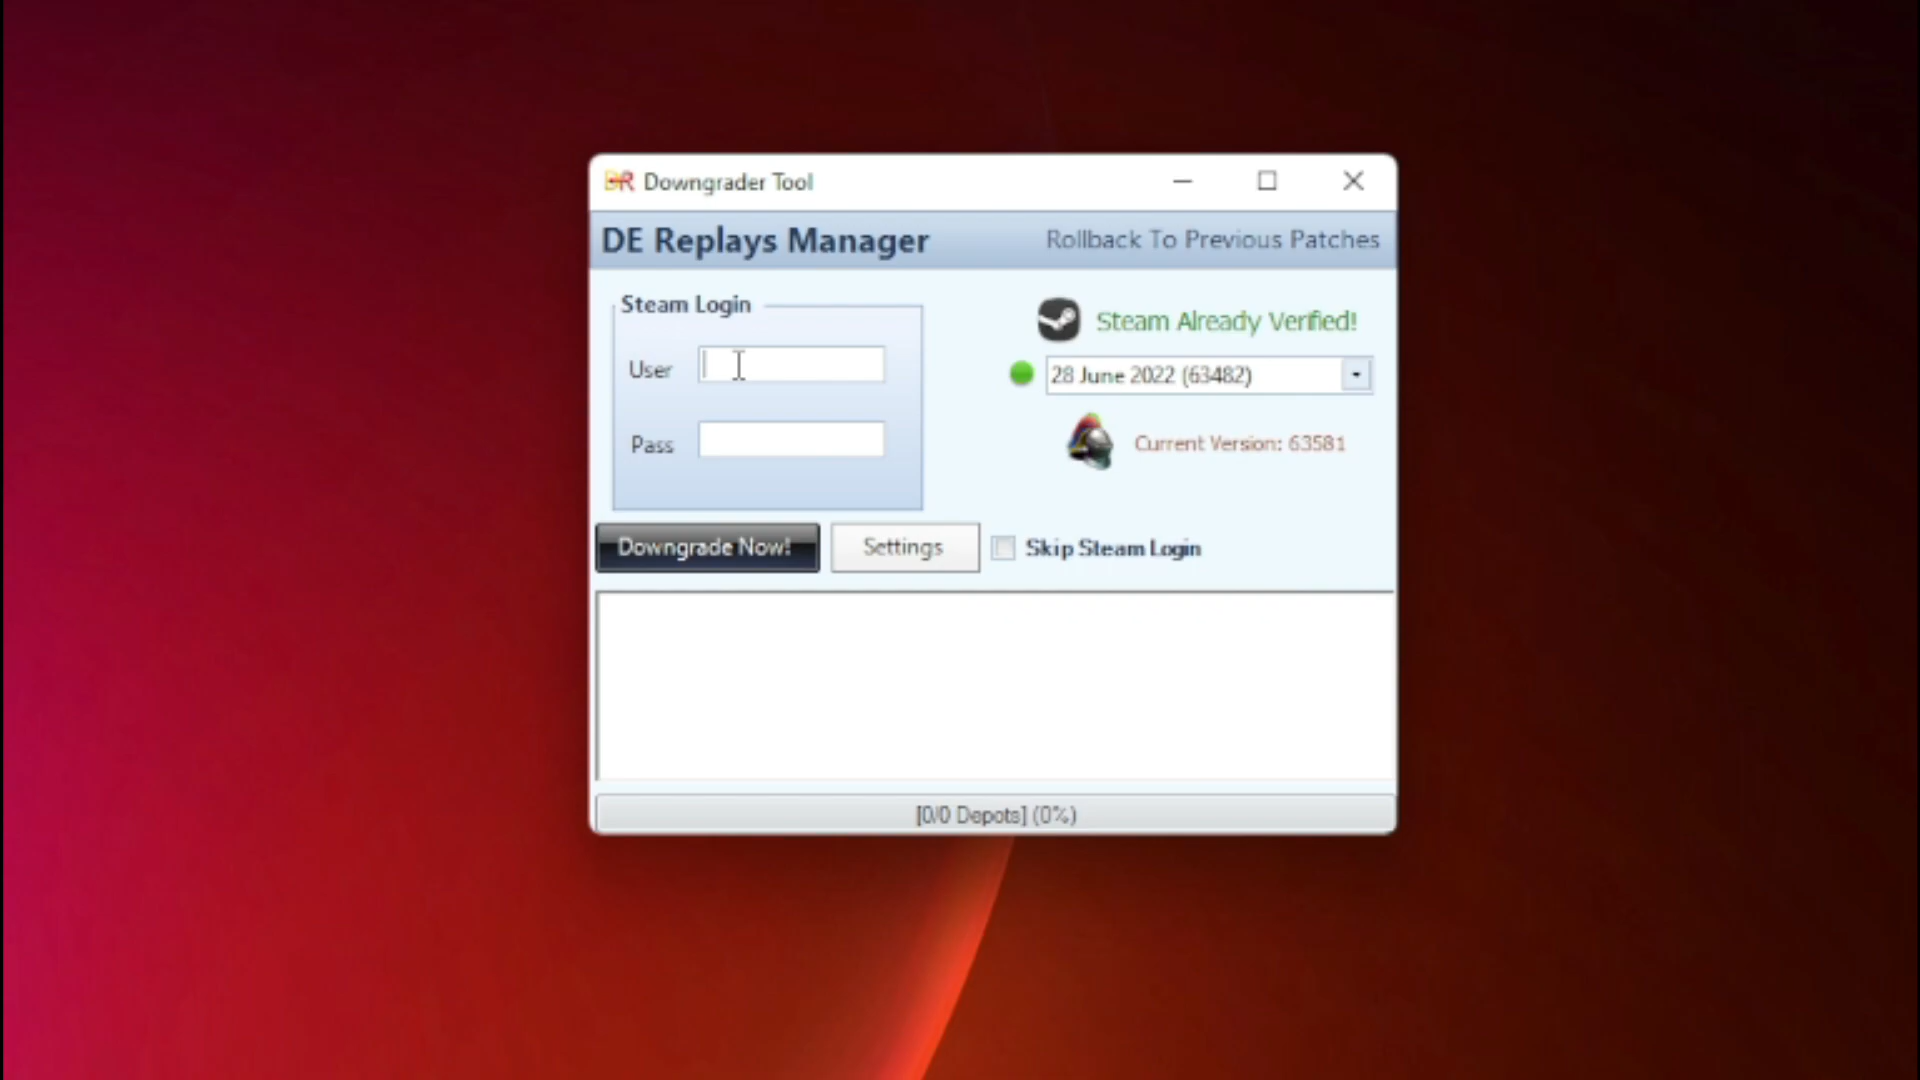 DR Downgrader Tool
DE Replays Manager
Rollback To Previous Patches
Steam Login
User
Pass
Steam Already Verified!
28 June 2022 (63482)
Current Version: 63581
Downgrade Now!
Settings
Skip Steam Login
[0/0 Depots] (0%)